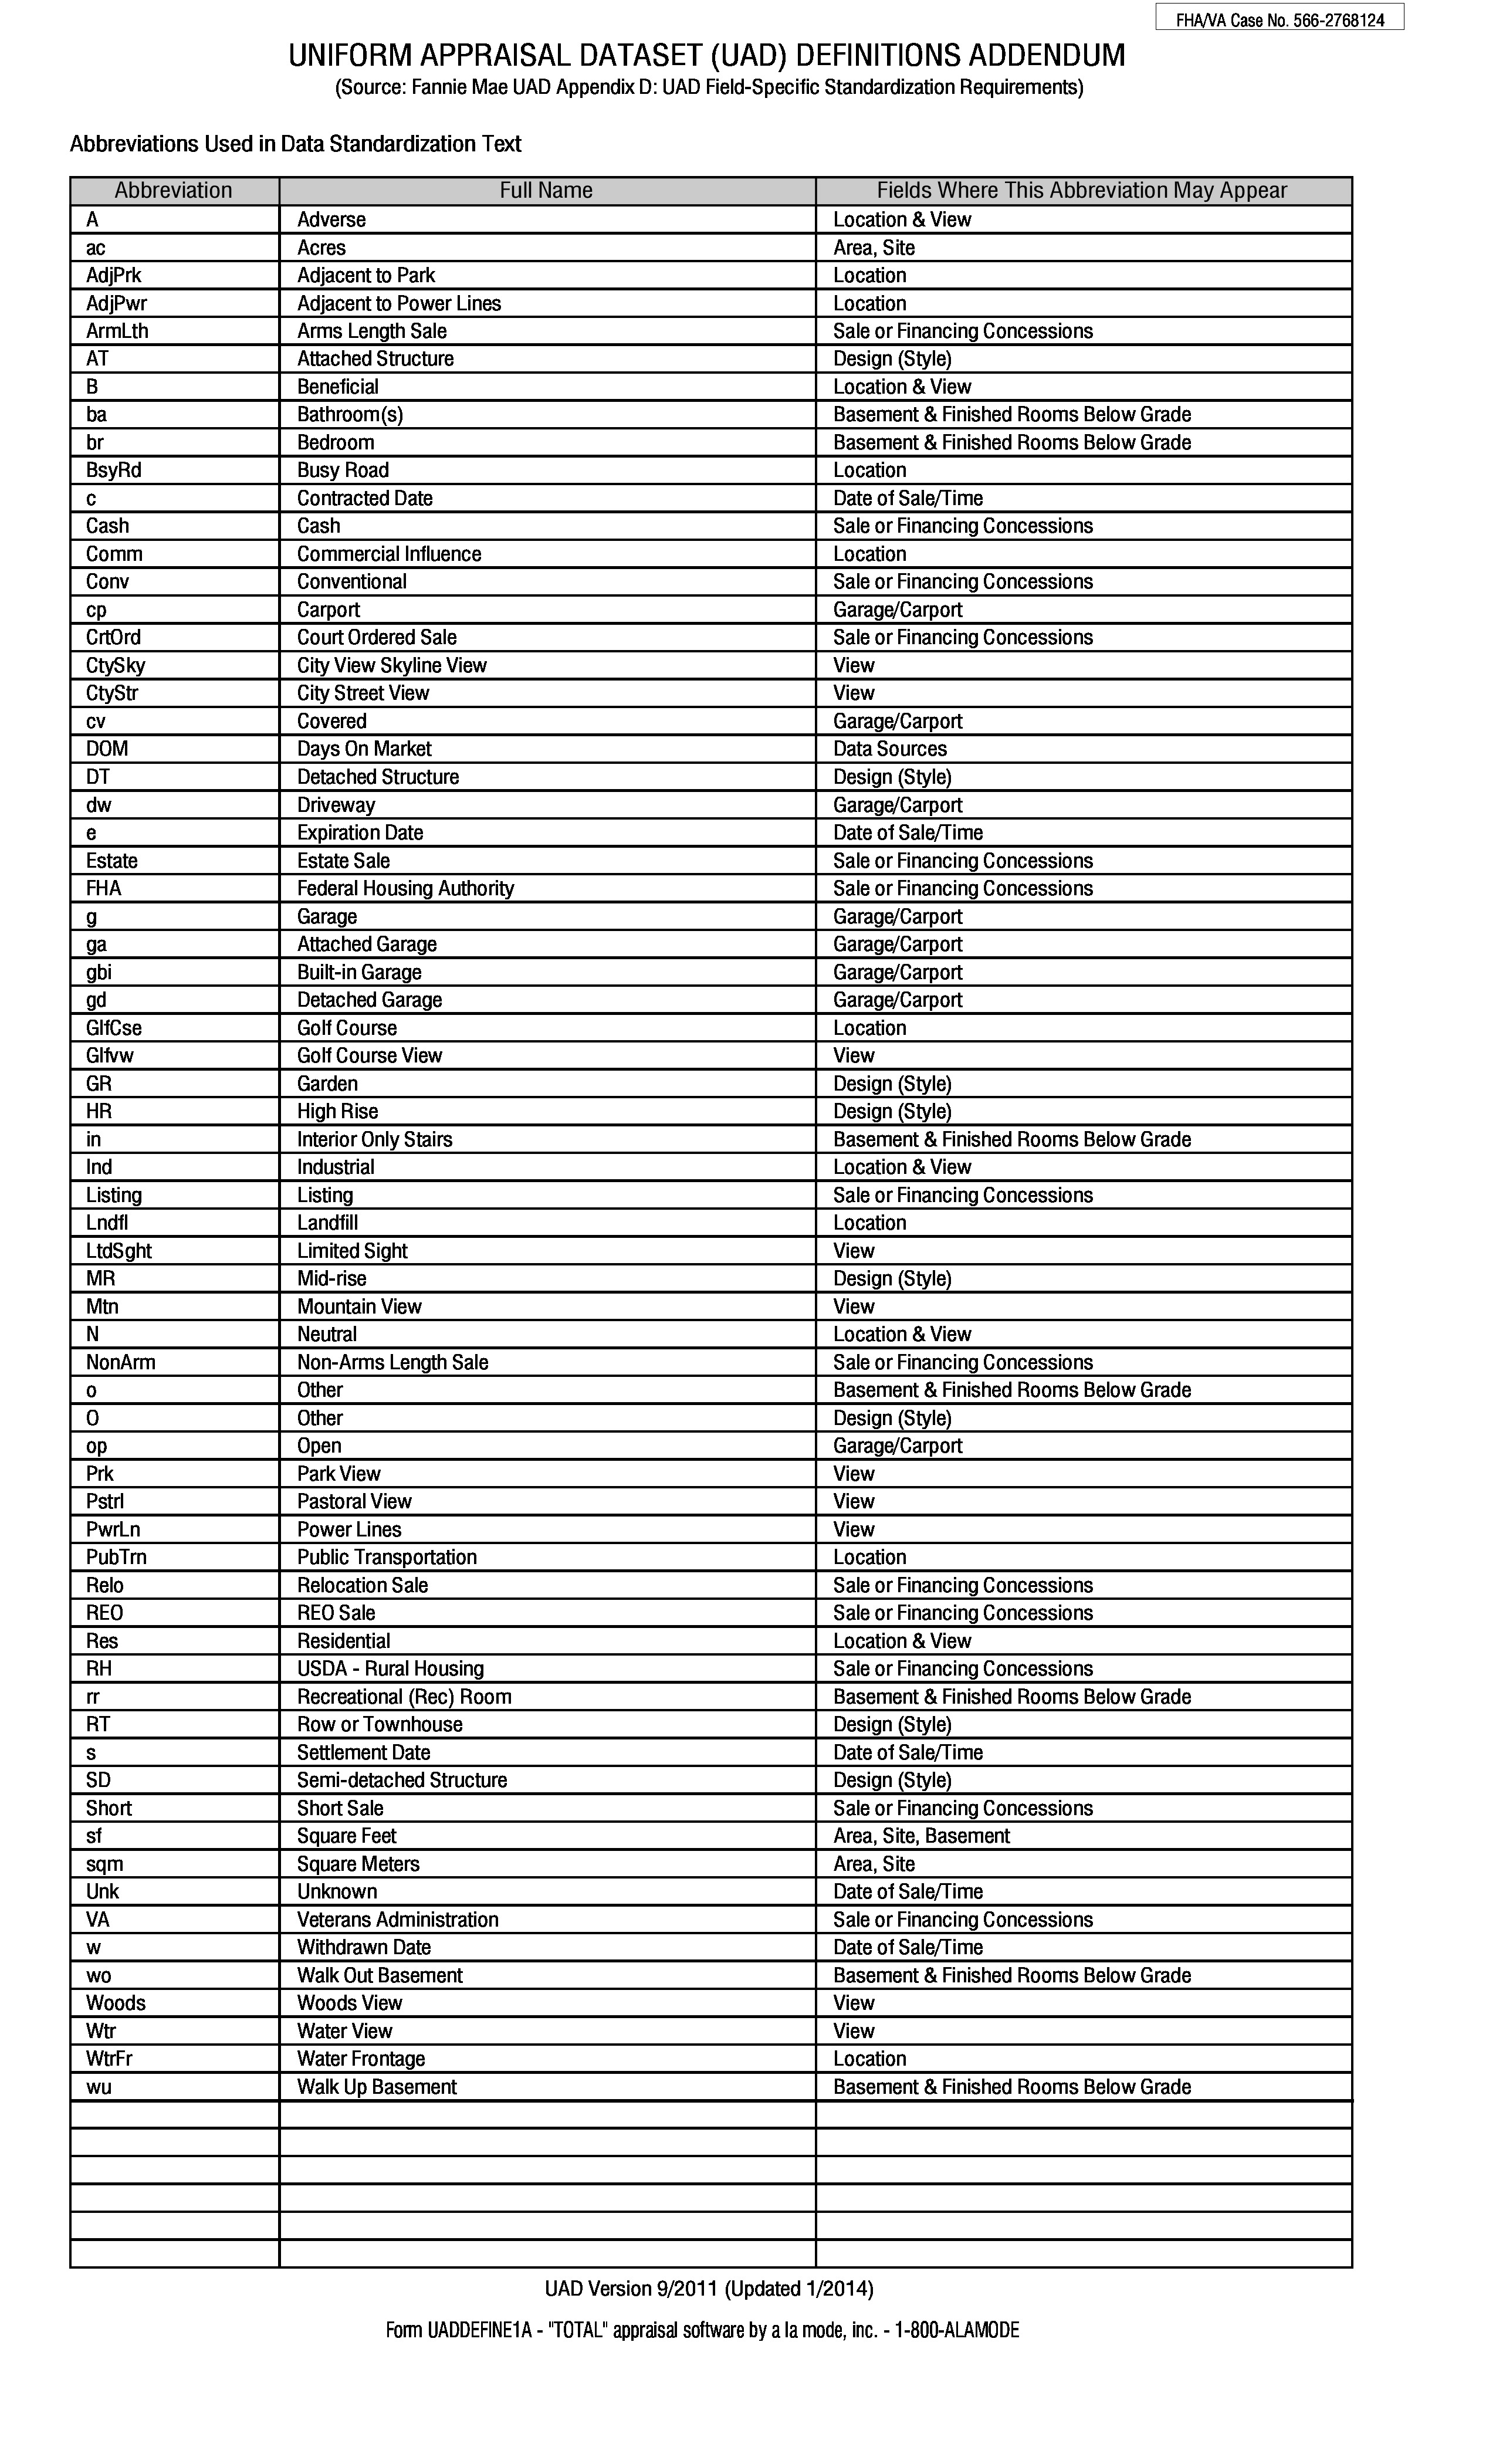 FHA/VA Case No. 566-2768124
UNIFORM APPRAISAL DATASET (UAD) DEFINITIONS ADDENDUM
(Source: Fannie Mae UAD Appendix D: UAD Field-Specific Standardization Requirements)
Abbreviations Used in Data Standardization Text
Abbreviation Full Name Fields Where This Abbreviation May Appear
A Adverse Location & View
ac Acres Area, Site
AdjPrk Adjacent to Park Location
AdjPwr Adjacent to Power Lines Location
ArmLth Arms Length Sale Sale or Financing Concessions
AT Attached Structure Design (Style)
B Beneficial Location & View
ba Bathroom(s) Basement & Finished Rooms Below Grade
br Bedroom Basement & Finished Rooms Below Grade
BsyRd Busy Road Location
c Contracted Date Date of Sale/Time
Cash Cash Sale or Financing Concessions
Comm Commercial Influence Location
Conv Conventional Sale or Financing Concessions
cp Carport Garage/Carport
CrtOrd Court Ordered Sale Sale or Financing Concessions
CtySky City View Skyline View View
CtyStr City Street View View
cv Covered Garage/Carport
DOM Days On Market Data Sources
DT Detached Structure Design (Style)
dw Driveway Garage/Carport
e Expiration Date Date of Sale/Time
Estate Estate Sale Sale or Financing Concessions
FHA Federal Housing Authority Sale or Financing Concessions
g Garage Garage/Carport
ga Attached Garage Garage/Carport
gbi Built-in Garage Garage/Carport
gd Detached Garage Garage/Carport
GlfCse Golf Course Location
Glfvw Golf Course View View
GR Garden Design (Style)
HR High Rise Design (Style)
in Interior Only Stairs Basement & Finished Rooms Below Grade
Ind Industrial Location & View
Listing Listing Sale or Financing Concessions
Lndfl Landfill Location
LtdSght Limited Sight View
MR Mid-rise Design (Style)
Mtn Mountain View View
N Neutral Location & View
NonArm Non-Arms Length Sale Sale or Financing Concessions
o Other Basement & Finished Rooms Below Grade
O Other Design (Style)
op Open Garage/Carport
Prk Park View View
Pstrl Pastoral View View
PwrLn Power Lines View
PubTrn Public Transportation Location
Relo Relocation Sale Sale or Financing Concessions
REO REO Sale Sale or Financing Concessions
Res Residential Location & View
RH USDA - Rural Housing Sale or Financing Concessions
rr Recreational (Rec) Room Basement & Finished Rooms Below Grade
RT Row or Townhouse Design (Style)
s Settlement Date Date of Sale/Time
SD Semi-detached Structure Design (Style)
Short Short Sale Sale or Financing Concessions
sf Square Feet Area, Site, Basement
sqm Square Meters Area, Site
Unk Unknown Date of Sale/Time
VA Veterans Administration Sale or Financing Concessions
w Withdrawn Date Date of Sale/Time
wo Walk Out Basement Basement & Finished Rooms Below Grade
Woods Woods View View
Wtr Water View View
WtrFr Water Frontage Location
wu Walk Up Basement Basement & Finished Rooms Below Grade
UAD Version 9/2011 (Updated 1/2014)
Form UADDEFINE1A - "TOTAL" appraisal software by a la mode, inc. - 1-800-ALAMODE